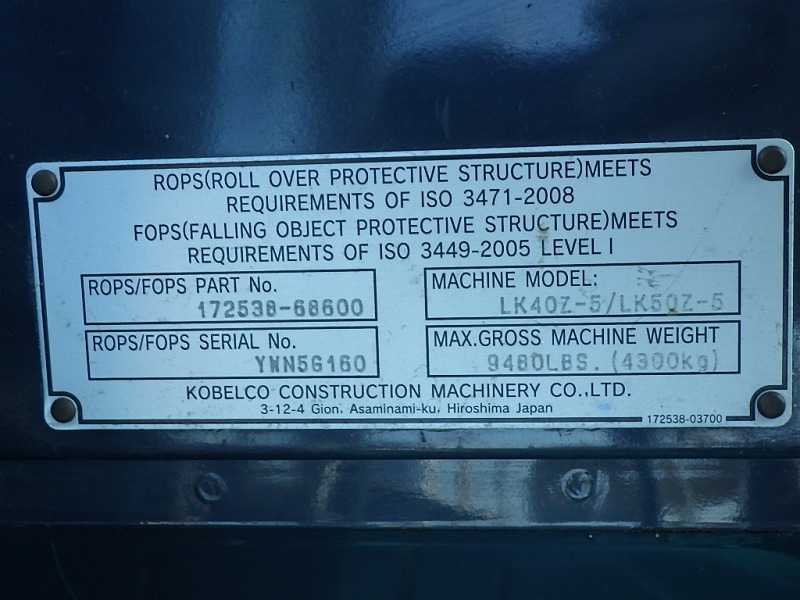 ROPS(ROLL OVER PROTECTIVE STRUCTURE)MEETS
REQUIREMENTS OF ISO 3471-2008
FOPS(FALLING OBJECT PROTECTIVE STRUCTURE)MEETS
REQUIREMENTS OF ISO 3449-2005 LEVEL I
ROPS/FOPS PART No.
172538-68600
MACHINE MODEL:
LK40Z-5/LK50Z-5
ROPS/FOPS SERIAL No.
YWN5G160
MAX.GROSS MACHINE WEIGHT
9480LBS.(4300kg)
KOBELCO CONSTRUCTION MACHINERY CO.,LTD.
3-12-4 Gion, Asaminami-ku, Hiroshima Japan
172538-03700